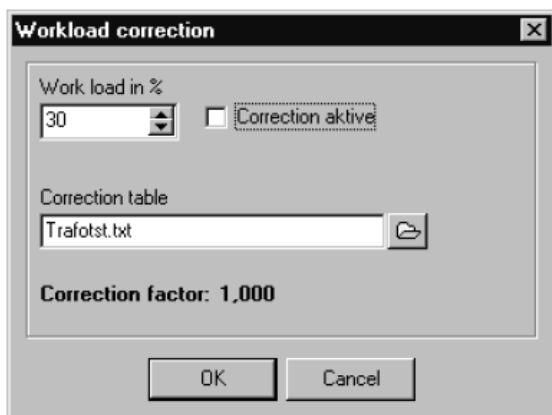 Workload correction
Work load in %
30
Correction aktive
Correction table
Trafotst.txt
Correction factor: 1,000
OK
Cancel